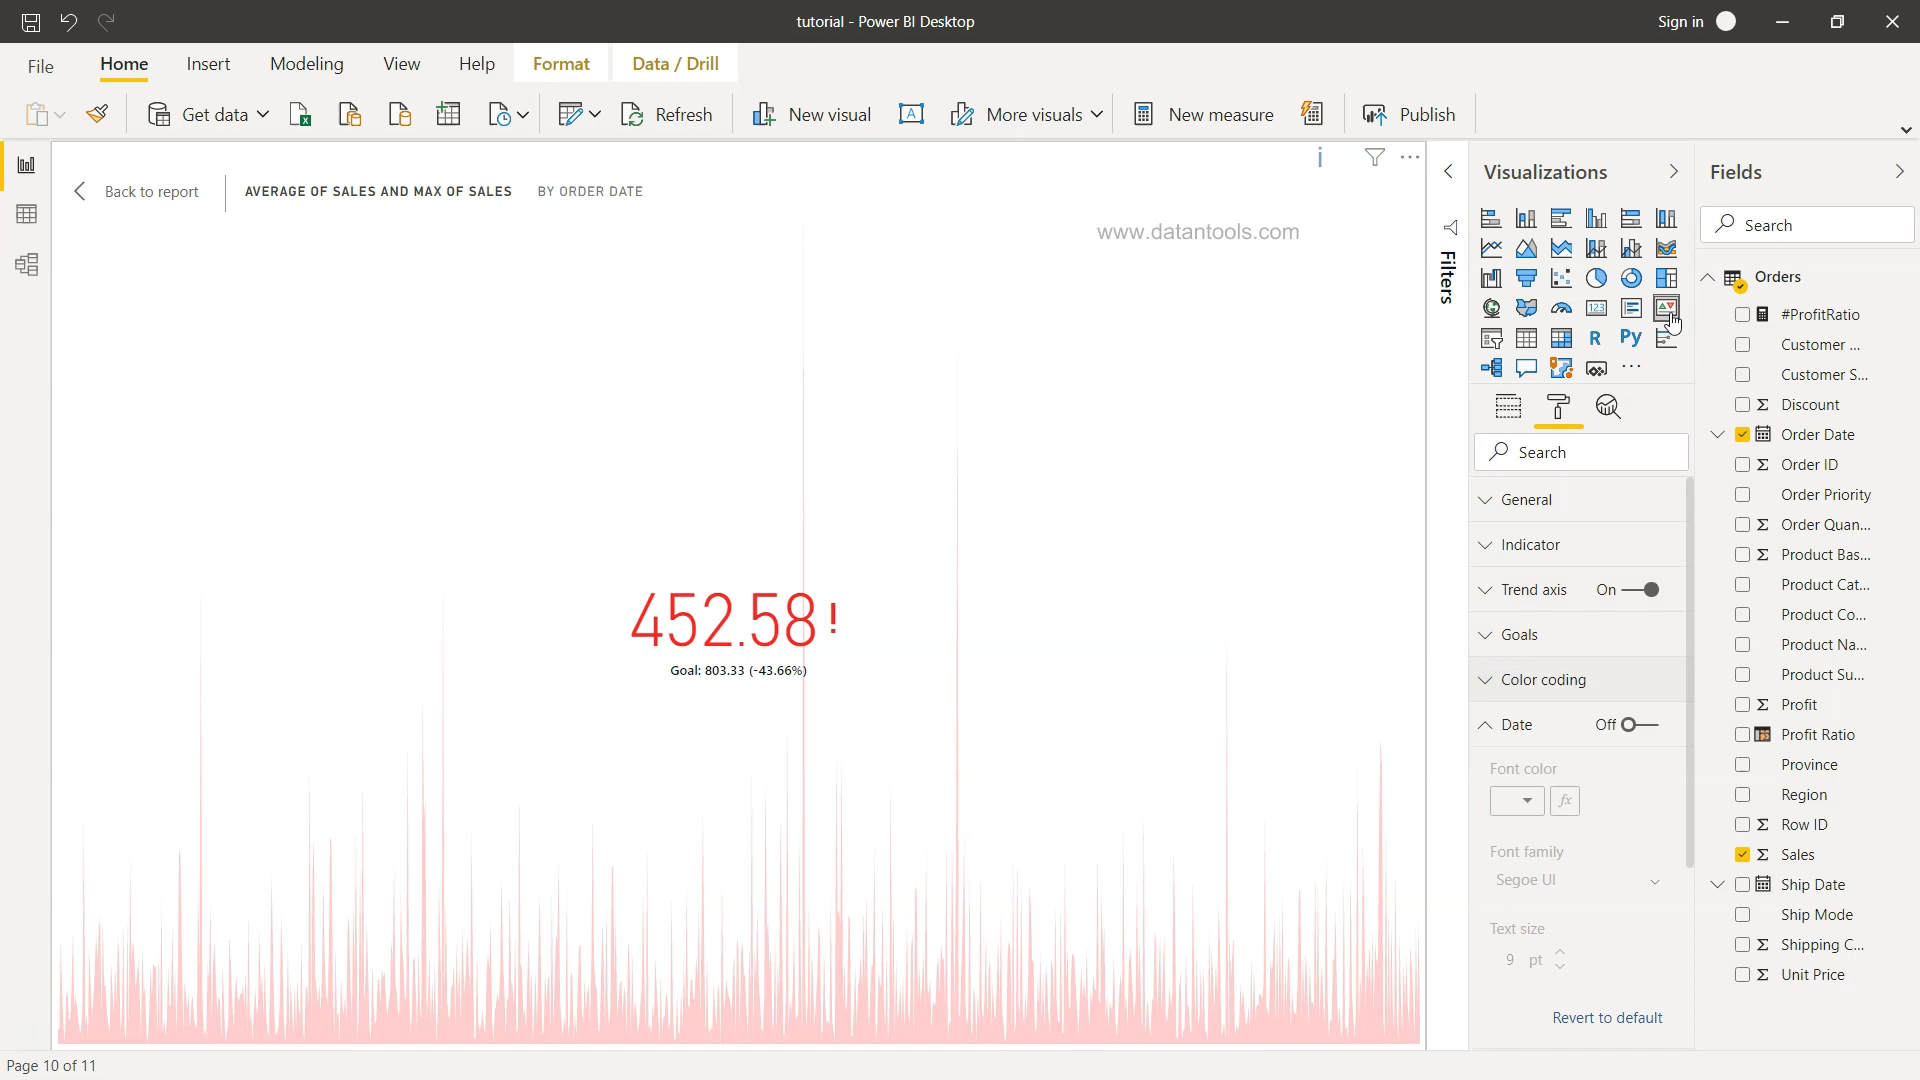 tutorial - Power BI Desktop
Sign in
File Home Insert Modeling View Help Format Data / Drill
Get data Refresh New visual A More visuals New measure Publish
Back to report
AVERAGE OF SALES AND MAX OF SALES BY ORDER DATE
www.datantools.com
452.58!
Goal: 803.33 (-43.66%)
Filters
Visualizations
123
R Py
Search
General
Indicator
Trend axis On
Goals
Color coding
Date Off
Font color
fx
Font family
Segoe UI
Text size
9 pt
Revert to default
Fields
Search
Orders
#ProfitRatio
Customer ...
Customer S...
Discount
Order Date
Order ID
Order Priority
Order Quan...
Product Bas...
Product Cat...
Product Co...
Product Na...
Product Su...
Profit
Profit Ratio
Province
Region
Row ID
Sales
Ship Date
Ship Mode
Shipping C...
Unit Price
Page 10 of 11